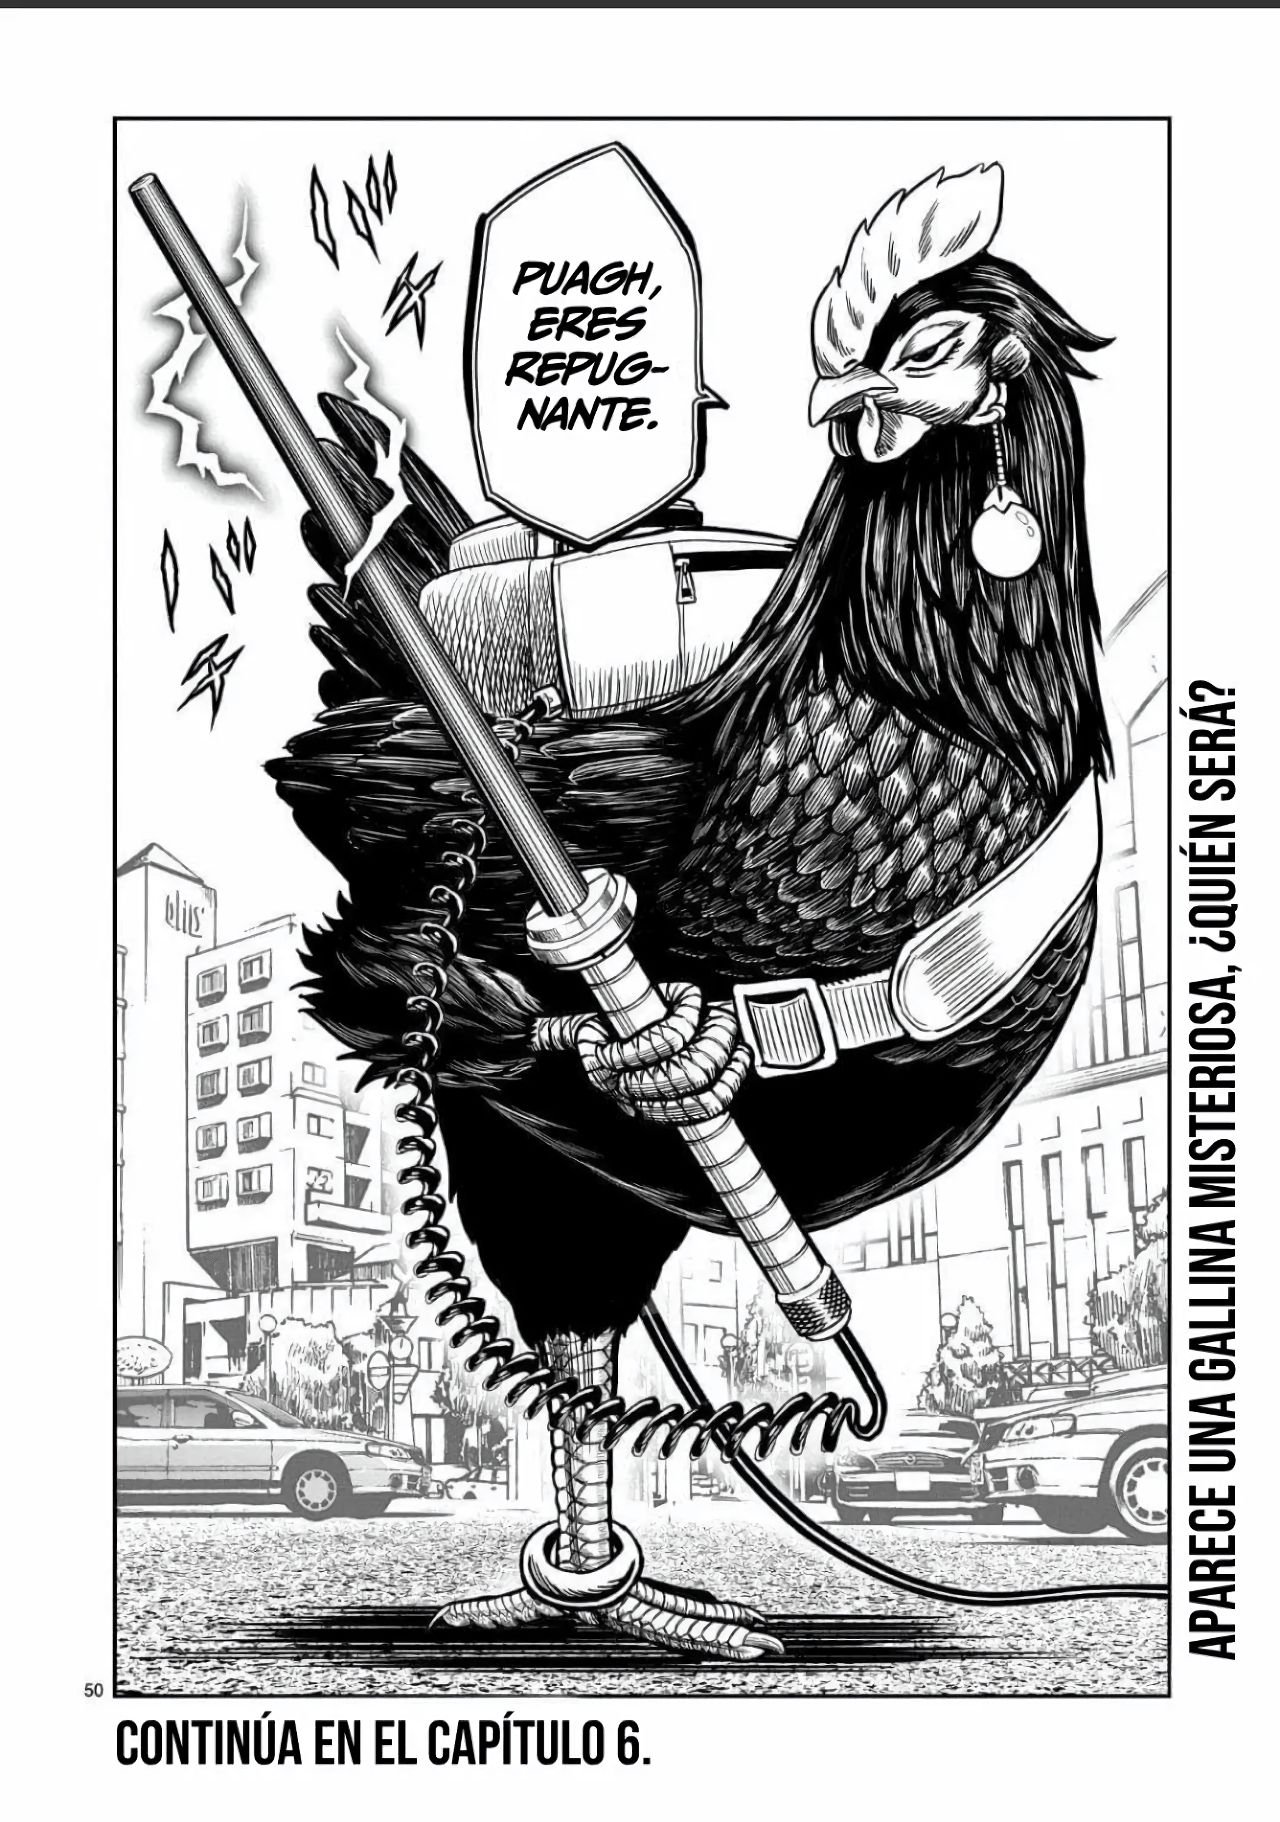 PUAGH,
ERES
REPUG-
NANTE.
APARECE UNA GALLINA MISTERIOSA, ¿QUIÉN SERÁ?
50
CONTINÚA EN EL CAPÍTULO 6.